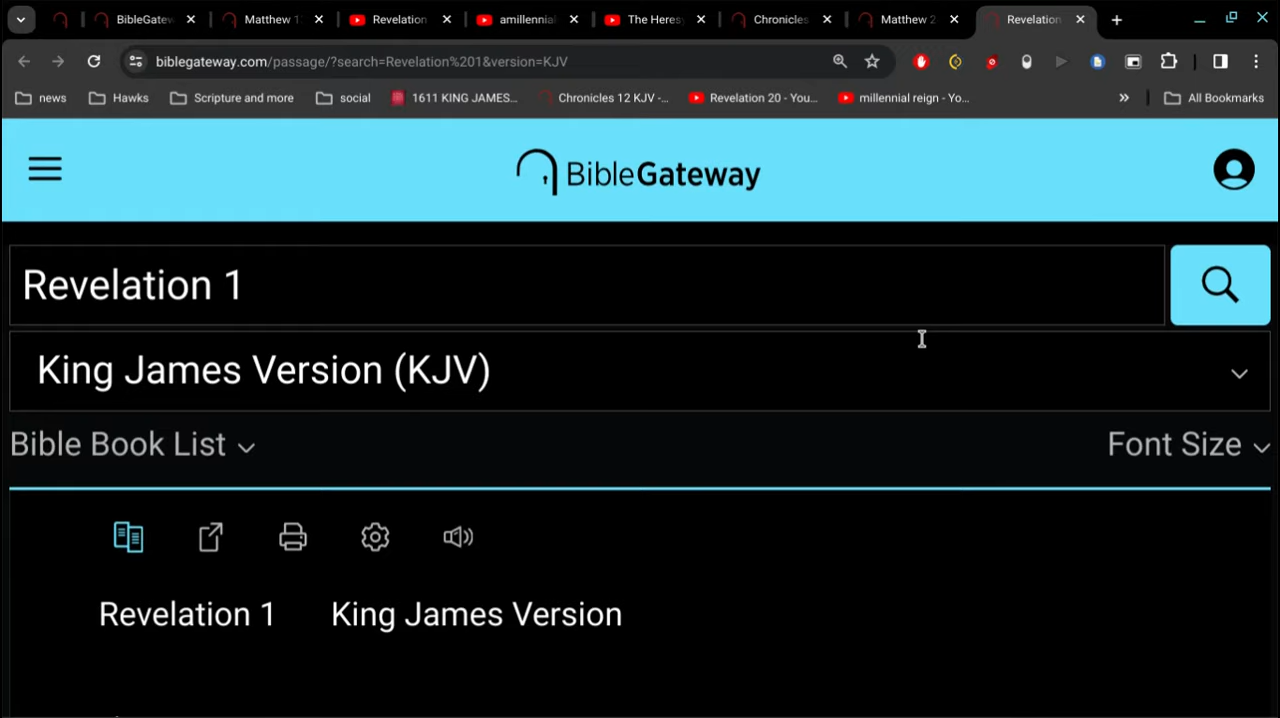 BibleGatew
Matthew 1
Revelation
amillennia
The Heres
Chronicles
Matthew 2
Revelation
biblegateway.com/passage/?search=Revelation%201&version=KJV
news
Hawks
Scripture and more
social
1611 KING JAMES...
Chronicles 12 KJV -...
Revelation 20 - You...
millennial reign - Yo...
All Bookmarks
BibleGateway
Revelation 1
King James Version (KJV)
Bible Book List
Font Size
Revelation 1 King James Version